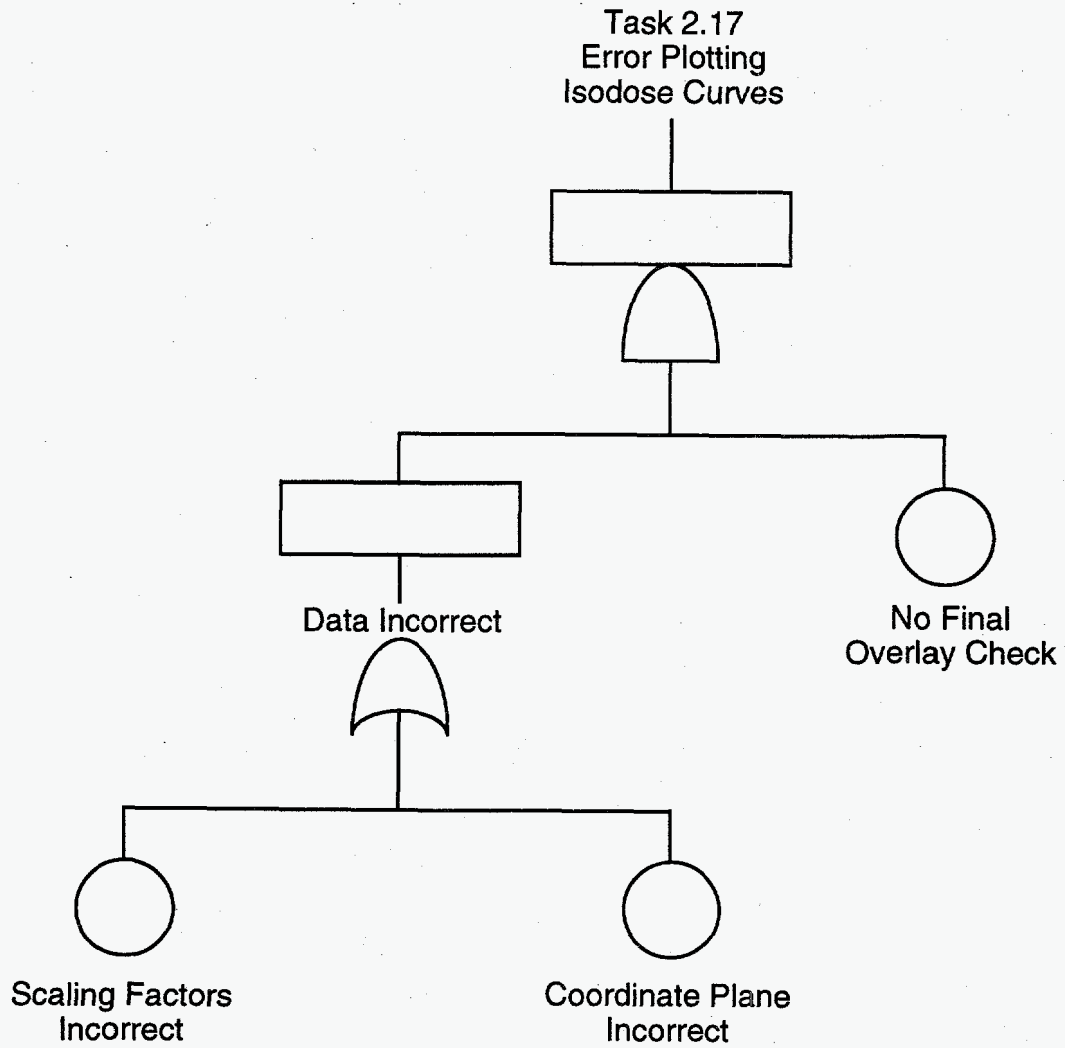 Task 2.17
Error Plotting
Isodose Curves
Data Incorrect
No Final
Overlay Check
Scaling Factors
Incorrect
Coordinate Plane
Incorrect